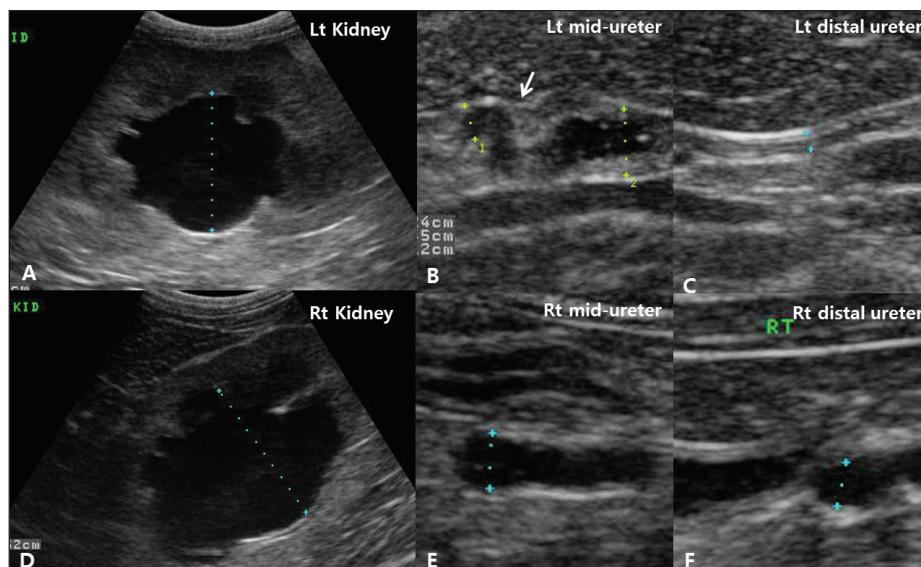 ID
Lt Kidney
A
Lt mid-ureter
1
2
4cm
5cm
2cm
B
Lt distal ureter
C
KID
Rt Kidney
2cm
D
Rt mid-ureter
E
RT
Rt distal ureter
F